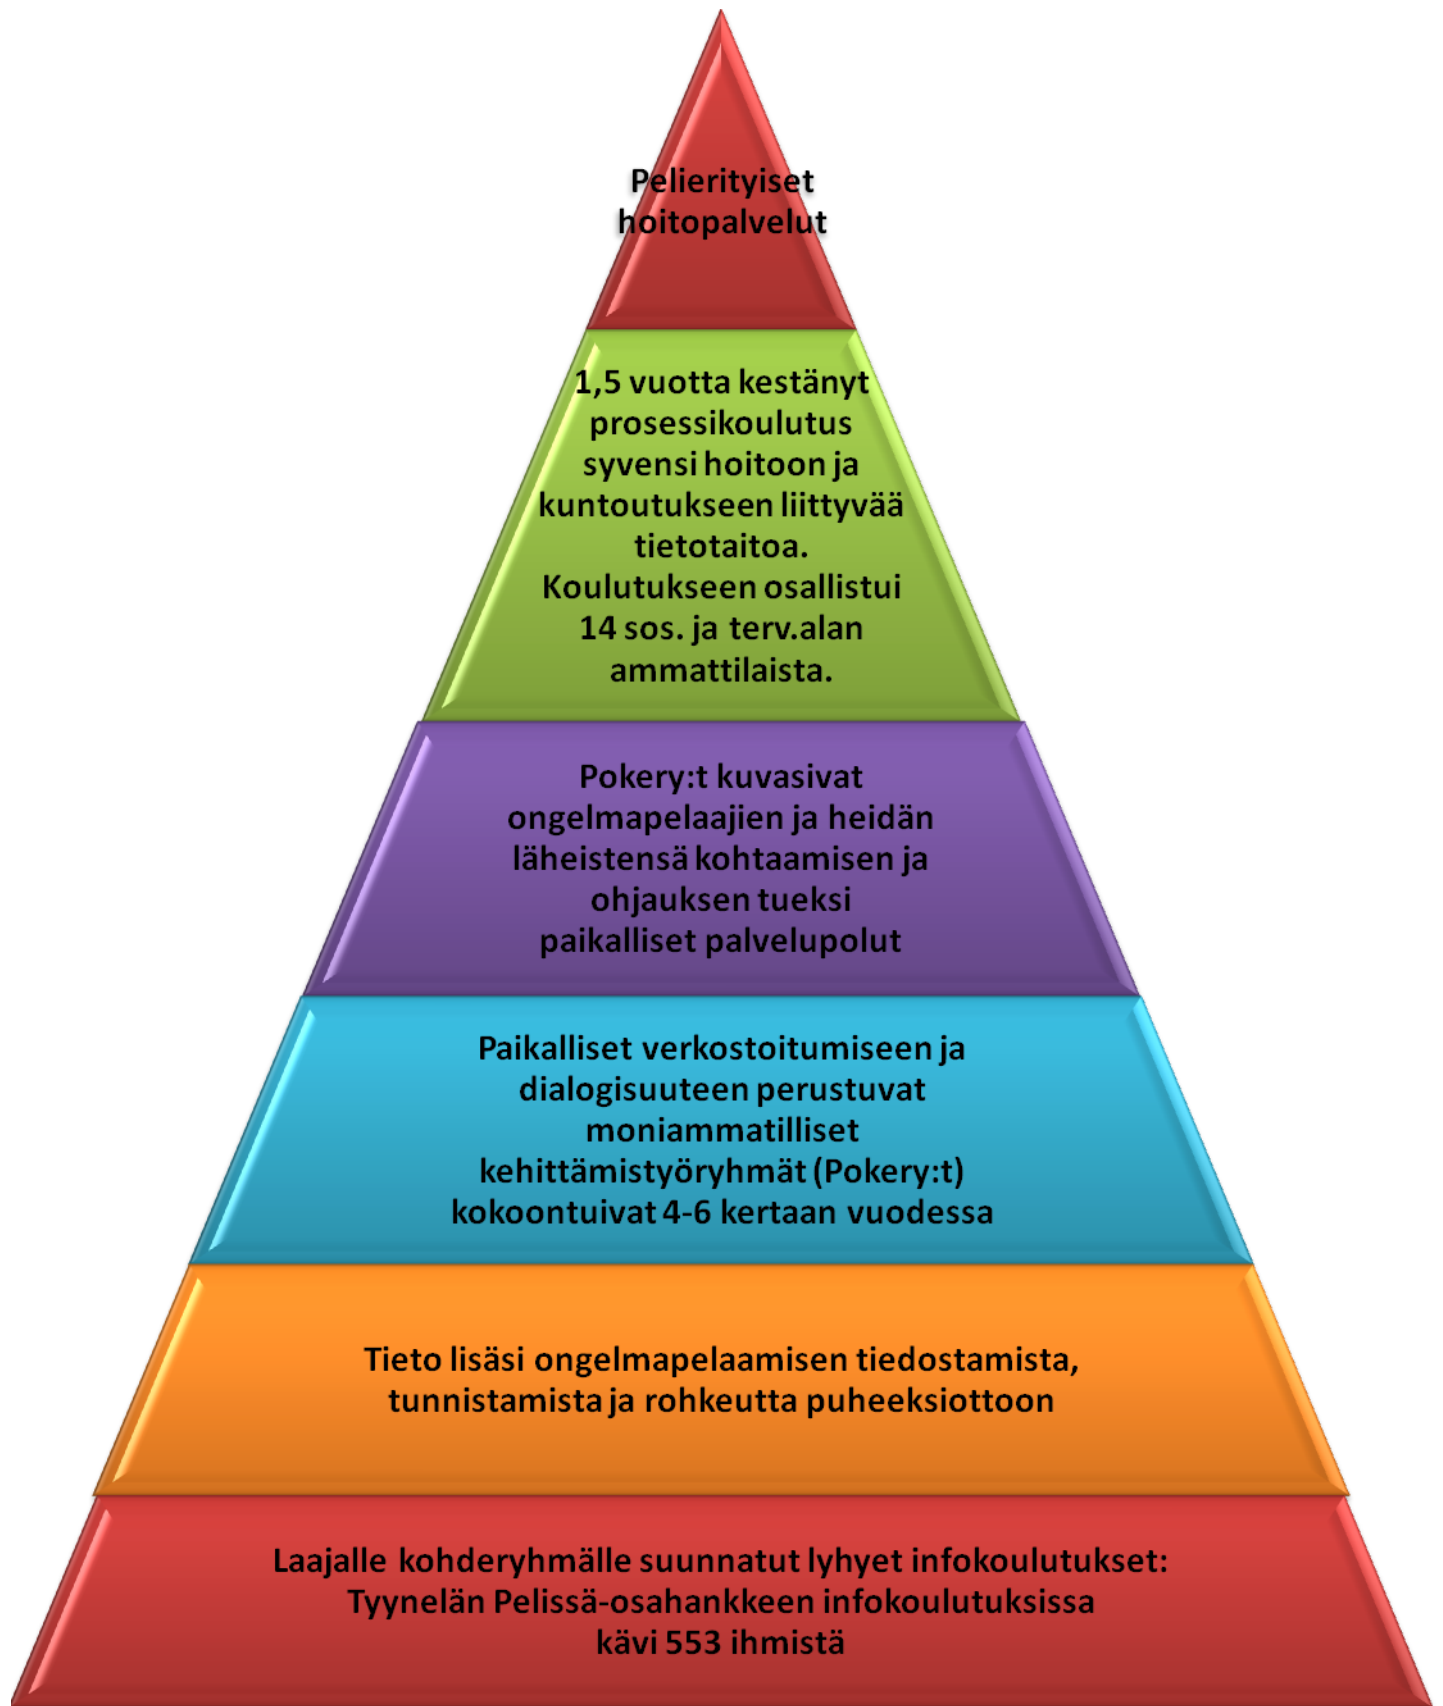 Pelierityiset
hoitopalvelut
1,5 vuotta kestänyt
prosessikoulutus
syvensi hoitoon ja
kuntoutukseen liittyvää
tietotaitoa.
Koulutukseen osallistui
14 sos. ja terv.alan
ammattilaista.
Pokery:t kuvasivat
ongelmapelaajien ja heidän
läheistensä kohtaamisen ja
ohjauksen tueksi
paikalliset palvelupolut
Paikalliset verkostoitumiseen ja
dialogisuuteen perustuvat
moniammatilliset
kehittämistyöryhmät (Pokery:t)
kokoontuivat 4-6 kertaan vuodessa
Tieto lisäsi ongelmapelaamisen tiedostamista,
tunnistamista ja rohkeutta puheeksiottoon
Laajalle kohderyhmälle suunnatut lyhyet infokoulutukset:
Tyynelän Pelissä-osahankkeen infokoulutuksissa
kävi 553 ihmistä